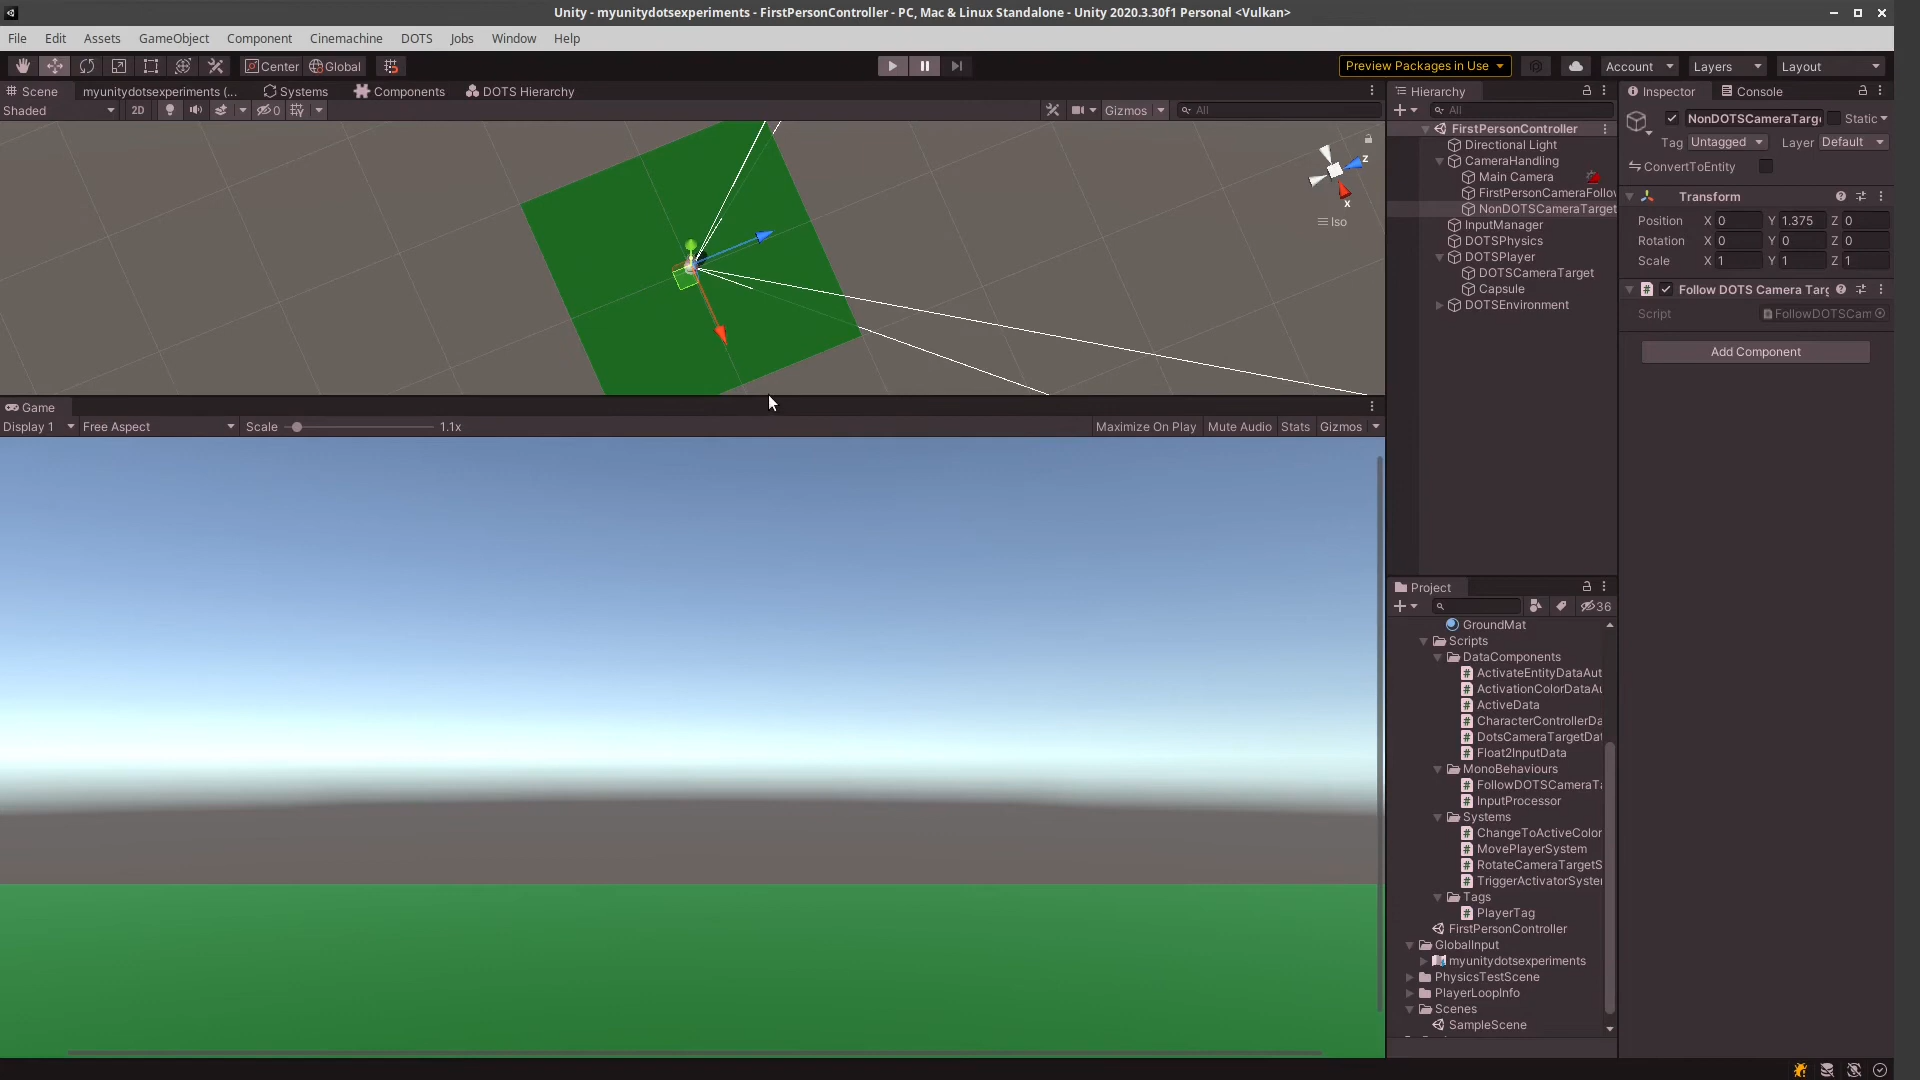 Unity - myunitydotsexperiments - FirstPersonController - PC, Mac & Linux Standalone - Unity 2020.3.30f1 Personal <Vulkan>
File Edit Assets GameObject Component Cinemachine DOTS Jobs Window Help
Center Global Preview Packages in Use Account Layers Layout
Scene myunitydotsexperiments (... Systems Components DOTS Hierarchy
Shaded 2D 0 Gizmos All
z
x
Iso
Game
Display 1 Free Aspect Scale 1.1x Maximize On Play Mute Audio Stats Gizmos
Hierarchy
All
FirstPersonController
Directional Light
CameraHandling
Main Camera
FirstPersonCameraFollov
NonDOTSCameraTarget
InputManager
DOTSPhysics
DOTSPlayer
DOTSCameraTarget
Capsule
DOTSEnvironment
Project
36
GroundMat
Scripts
DataComponents
ActivateEntityDataAut
ActivationColorDataAu
ActiveData
CharacterControllerDa
DotsCameraTargetDat
Float2InputData
MonoBehaviours
FollowDOTSCameraTa
InputProcessor
Systems
ChangeToActiveColor
MovePlayerSystem
RotateCameraTargetS
TriggerActivatorSyster
Tags
PlayerTag
FirstPersonController
GlobalInput
myunitydotsexperiments
PhysicsTestScene
PlayerLoopInfo
Scenes
SampleScene
Inspector Console
NonDOTSCameraTarge Static
Tag Untagged Layer Default
ConvertToEntity
Transform
Position X 0 Y 1.375 Z 0
Rotation X 0 Y 0 Z 0
Scale X 1 Y 1 Z 1
Follow DOTS Camera Targ
Script FollowDOTSCam
Add Component